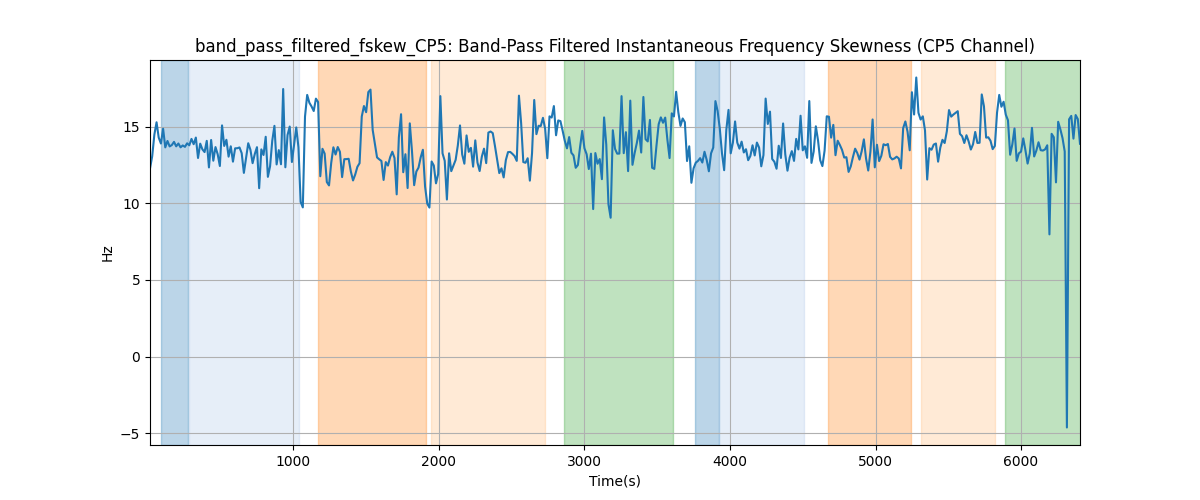 band_pass_filtered_fskew_CP5: Band-Pass Filtered Instantaneous Frequency Skewness (CP5 Channel)
15
10
5
0
−5
Hz
1000 2000 3000 4000 5000 6000
Time(s)